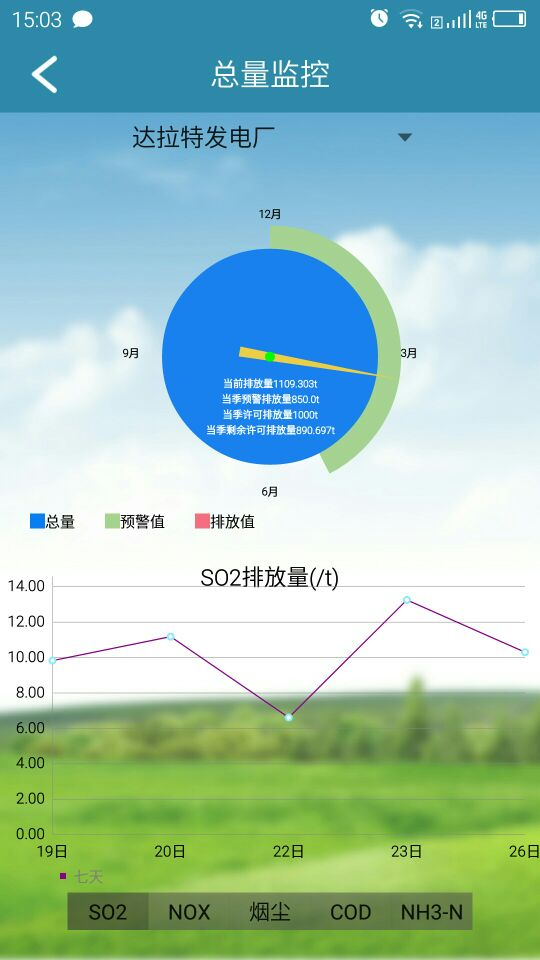 15:03
2
4G
LTE
总量监控
达拉特发电厂
12月
9月
3月
当前排放量1109.303t
当季预警排放量850.0t
当季许可排放量1000t
当季剩余许可排放量890.697t
6月
总量 预警值 排放值
SO2排放量(/t)
14.00
12.00
10.00
8.00
6.00
4.00
2.00
0.00
19日 20日 22日 23日 26日
七天
SO2 NOX 烟尘 COD NH3-N